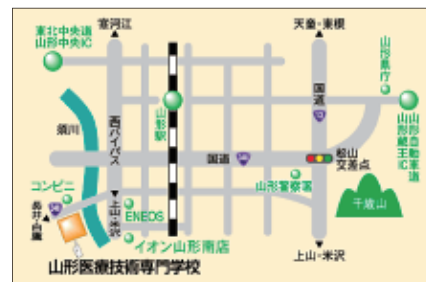 寒河江
天童・東根
東北中央道
山形中央IC
山形県庁
国道
13
山形駅
西バイパス
須川
山形自動車道
山形蔵王IC
国道
348
松山
交差点
山形警察署
コンビニ
千歳山
348
長井・白鷹
上山・米沢
ENEOS
イオン山形南店
上山・米沢
山形医療技術専門学校